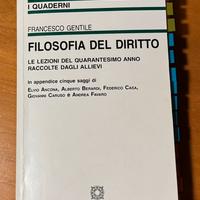 I QUADERNI
FRANCESCO GENTILE
FILOSOFIA DEL DIRITTO
LE LEZIONI DEL QUARANTESIMO ANNO
RACCOLTE DAGLI ALLIEVI
in appendice cinque saggi di
ELVIO ANCONA, ALBERTO BERARDI, FEDERICO CASA,
GIOVANNI CARUSO e ANDREA FAVARO